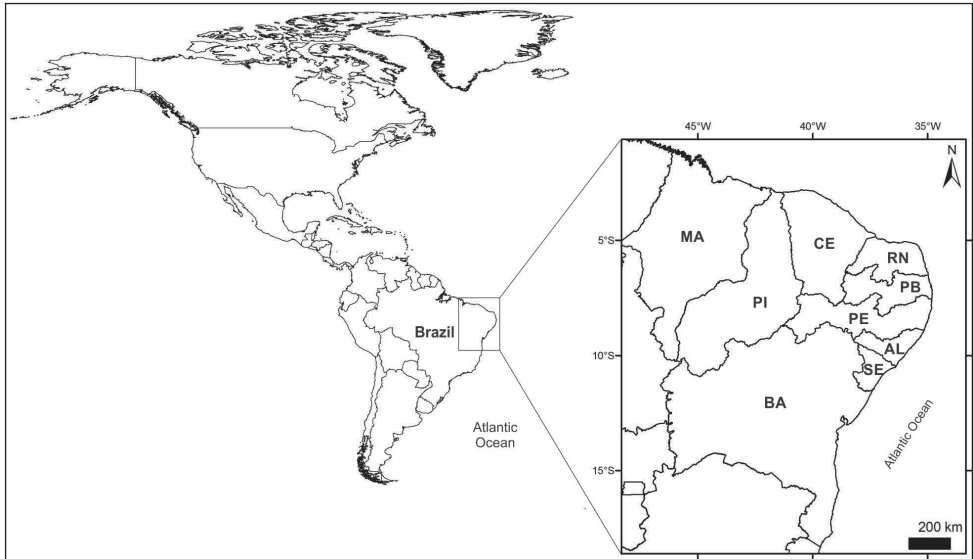 Brazil
Atlantic
Ocean
45°W
40°W
35°W
N
5°S
10°S
15°S
MA
CE
RN
PB
PI
PE
AL
SE
BA
Atlantic Ocean
200 km